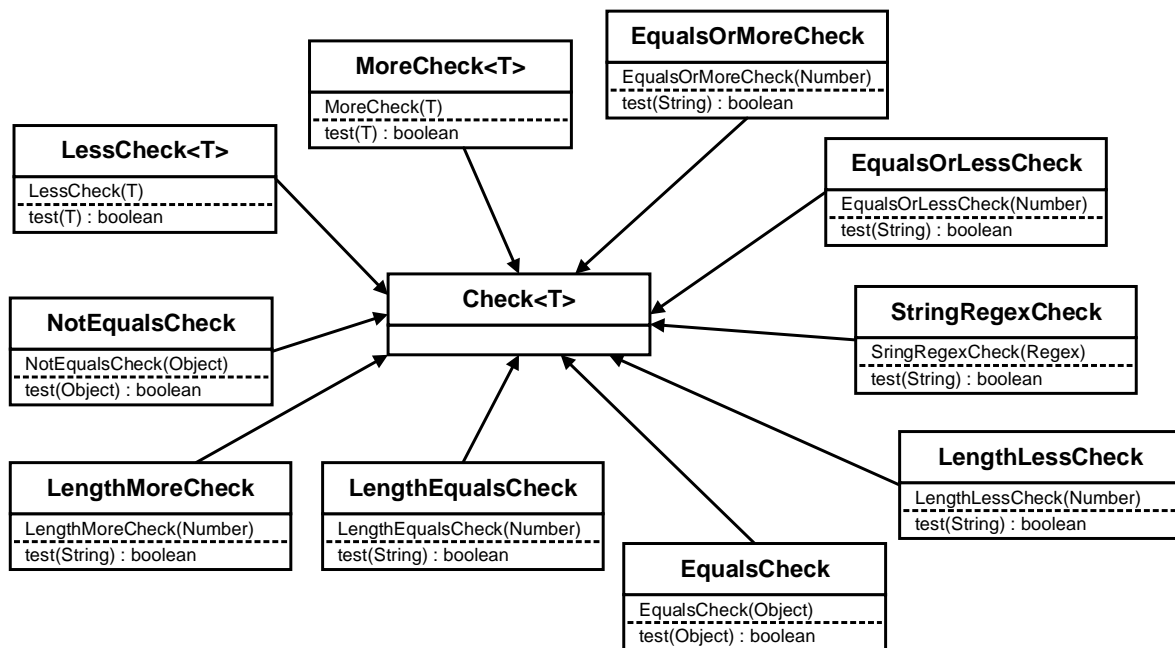 EqualsOrMoreCheck
EqualsOrMoreCheck(Number)
test(String) : boolean
MoreCheck<T>
MoreCheck(T)
test(T) : boolean
LessCheck<T>
LessCheck(T)
test(T) : boolean
EqualsOrLessCheck
EqualsOrLessCheck(Number)
test(String) : boolean
Check<T>
NotEqualsCheck
NotEqualsCheck(Object)
test(Object) : boolean
StringRegexCheck
SringRegexCheck(Regex)
test(String) : boolean
LengthMoreCheck
LengthMoreCheck(Number)
test(String) : boolean
LengthEqualsCheck
LengthEqualsCheck(Number)
test(String) : boolean
LengthLessCheck
LengthLessCheck(Number)
test(String) : boolean
EqualsCheck
EqualsCheck(Object)
test(Object) : boolean